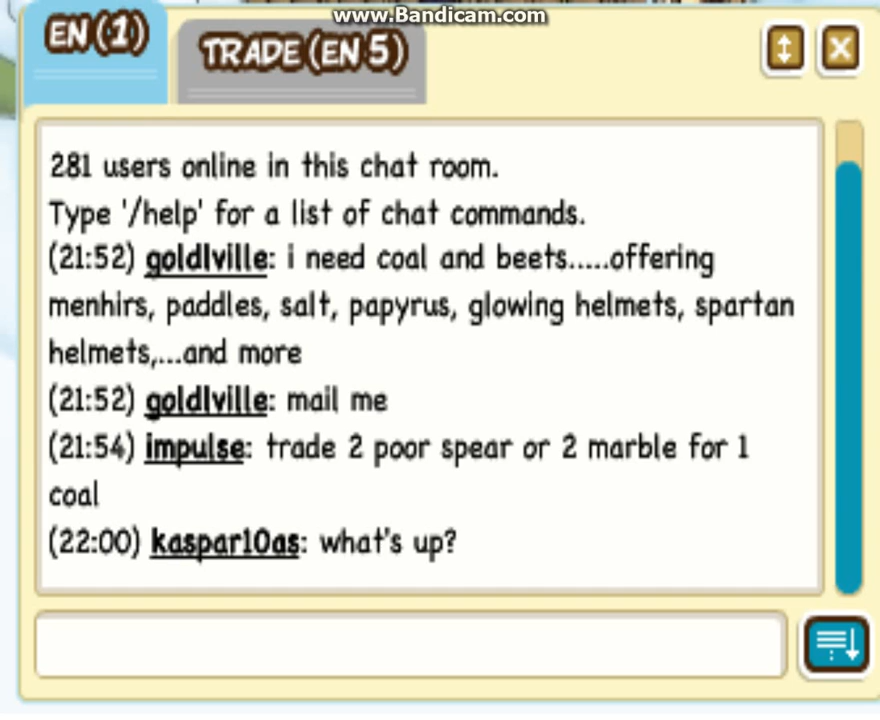 www.Bandicam.com
EN (1)
TRADE (EN 5)
281 users online in this chat room.
Type '/help' for a list of chat commands.
(21:52) goldlville: i need coal and beets.....offering
menhirs, paddles, salt, papyrus, glowing helmets, spartan
helmets,...and more
(21:52) goldlville: mail me
(21:54) impulse: trade 2 poor spear or 2 marble for 1
coal
(22:00) kaspar10as: what's up?